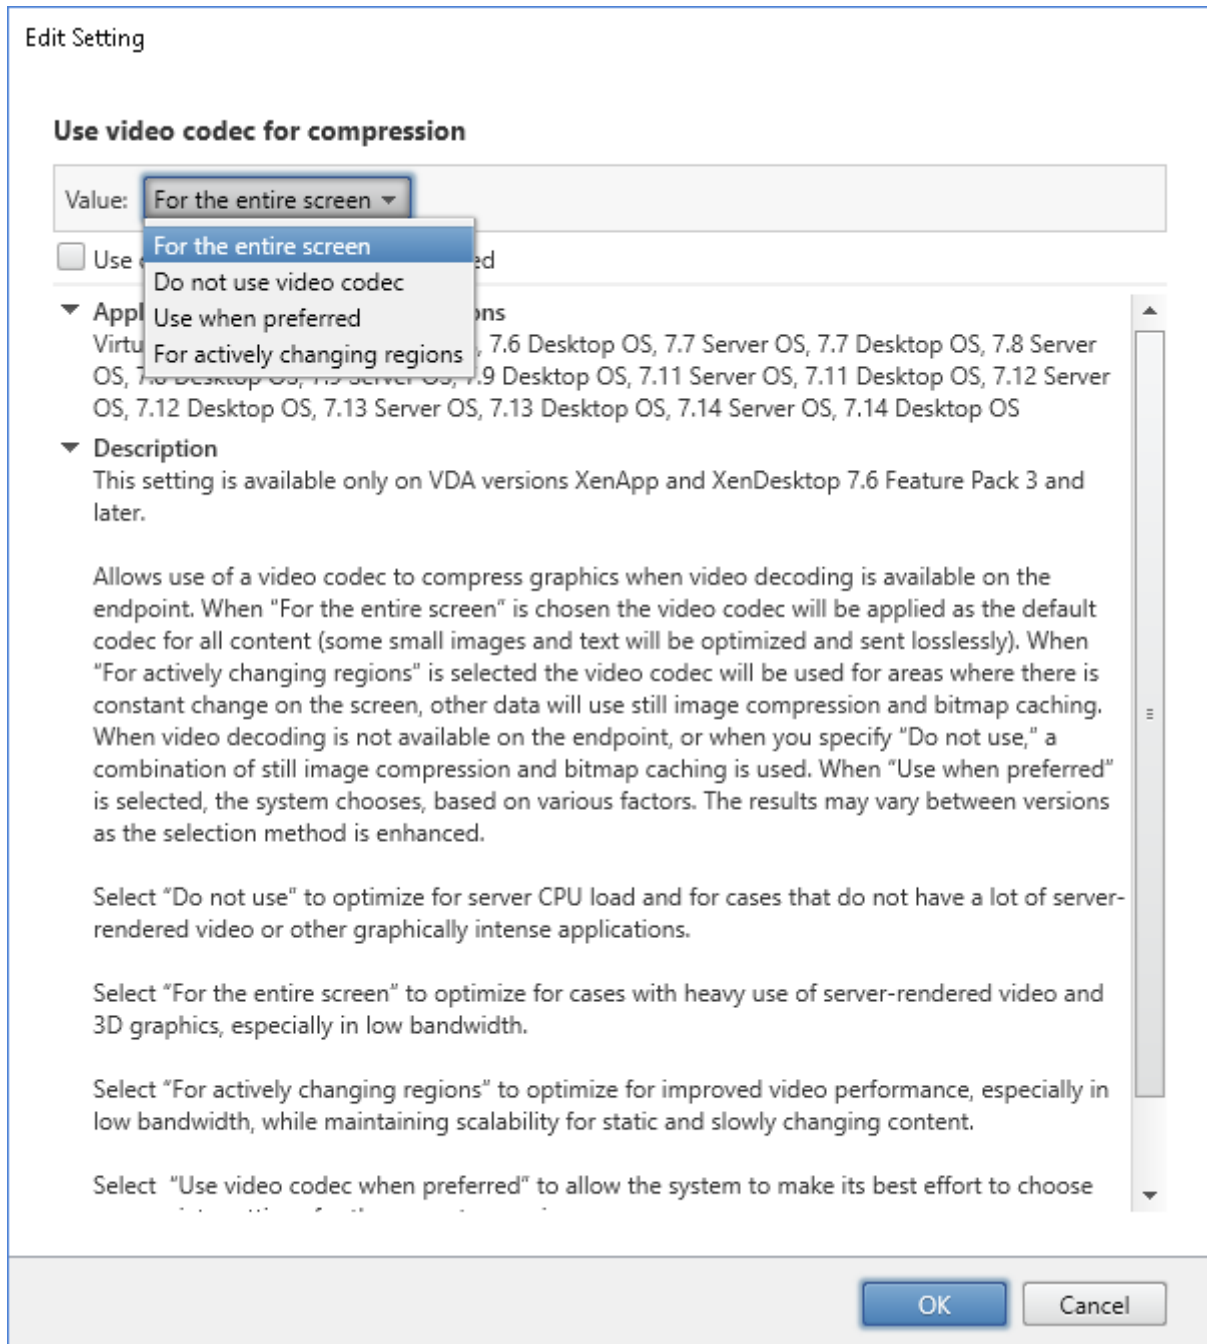 Edit Setting
Use video codec for compression
Value: For the entire screen
For the entire screen
Use
Do not use video codec
Use when preferred
For actively changing regions
, 7.6 Desktop OS, 7.7 Server OS, 7.7 Desktop OS, 7.8 Server
OS, 7.9 Desktop OS, 7.11 Server OS, 7.11 Desktop OS, 7.12 Server
OS, 7.12 Desktop OS, 7.13 Server OS, 7.13 Desktop OS, 7.14 Server OS, 7.14 Desktop OS
Description
This setting is available only on VDA versions XenApp and XenDesktop 7.6 Feature Pack 3 and
later.
Allows use of a video codec to compress graphics when video decoding is available on the
endpoint. When “For the entire screen” is chosen the video codec will be applied as the default
codec for all content (some small images and text will be optimized and sent losslessly). When
“For actively changing regions” is selected the video codec will be used for areas where there is
constant change on the screen, other data will use still image compression and bitmap caching.
When video decoding is not available on the endpoint, or when you specify “Do not use,” a
combination of still image compression and bitmap caching is used. When “Use when preferred”
is selected, the system chooses, based on various factors. The results may vary between versions
as the selection method is enhanced.
Select “Do not use” to optimize for server CPU load and for cases that do not have a lot of server-
rendered video or other graphically intense applications.
Select “For the entire screen” to optimize for cases with heavy use of server-rendered video and
3D graphics, especially in low bandwidth.
Select “For actively changing regions” to optimize for improved video performance, especially in
low bandwidth, while maintaining scalability for static and slowly changing content.
Select “Use video codec when preferred” to allow the system to make its best effort to choose
OK
Cancel